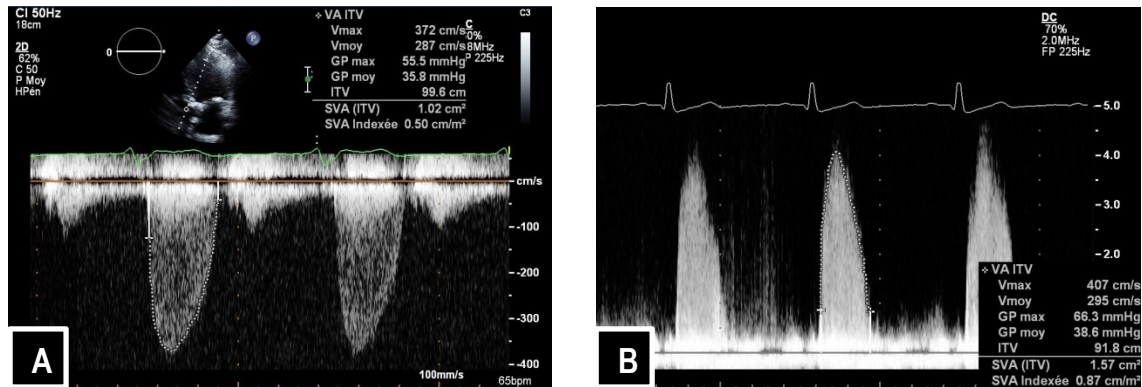 CI 50Hz
18cm
2D
62%
C 50
P Moy
HPén
0
P
C3
VA ITV
Vmax 372 cm/s
Vmoy 287 cm/s
GP max 55.5 mmHg
GP moy 35.8 mmHg
ITV 99.6 cm
SVA (ITV) 1.02 cm²
SVA Indexée 0.50 cm/m²
C
0%
8MHz
P 225Hz
cm/s
-100
-200
-300
-400
100mm/s
65bpm
A
DC
70%
2.0MHz
FP 225Hz
5.0
4.0
3.0
2.0
VA ITV
Vmax 407 cm/s
Vmoy 295 cm/s
GP max 66.3 mmHg
GP moy 38.6 mmHg
ITV 91.8 cm
SVA (ITV) 1.57 cm²
SVA Indexée 0.87 cm/m²
B